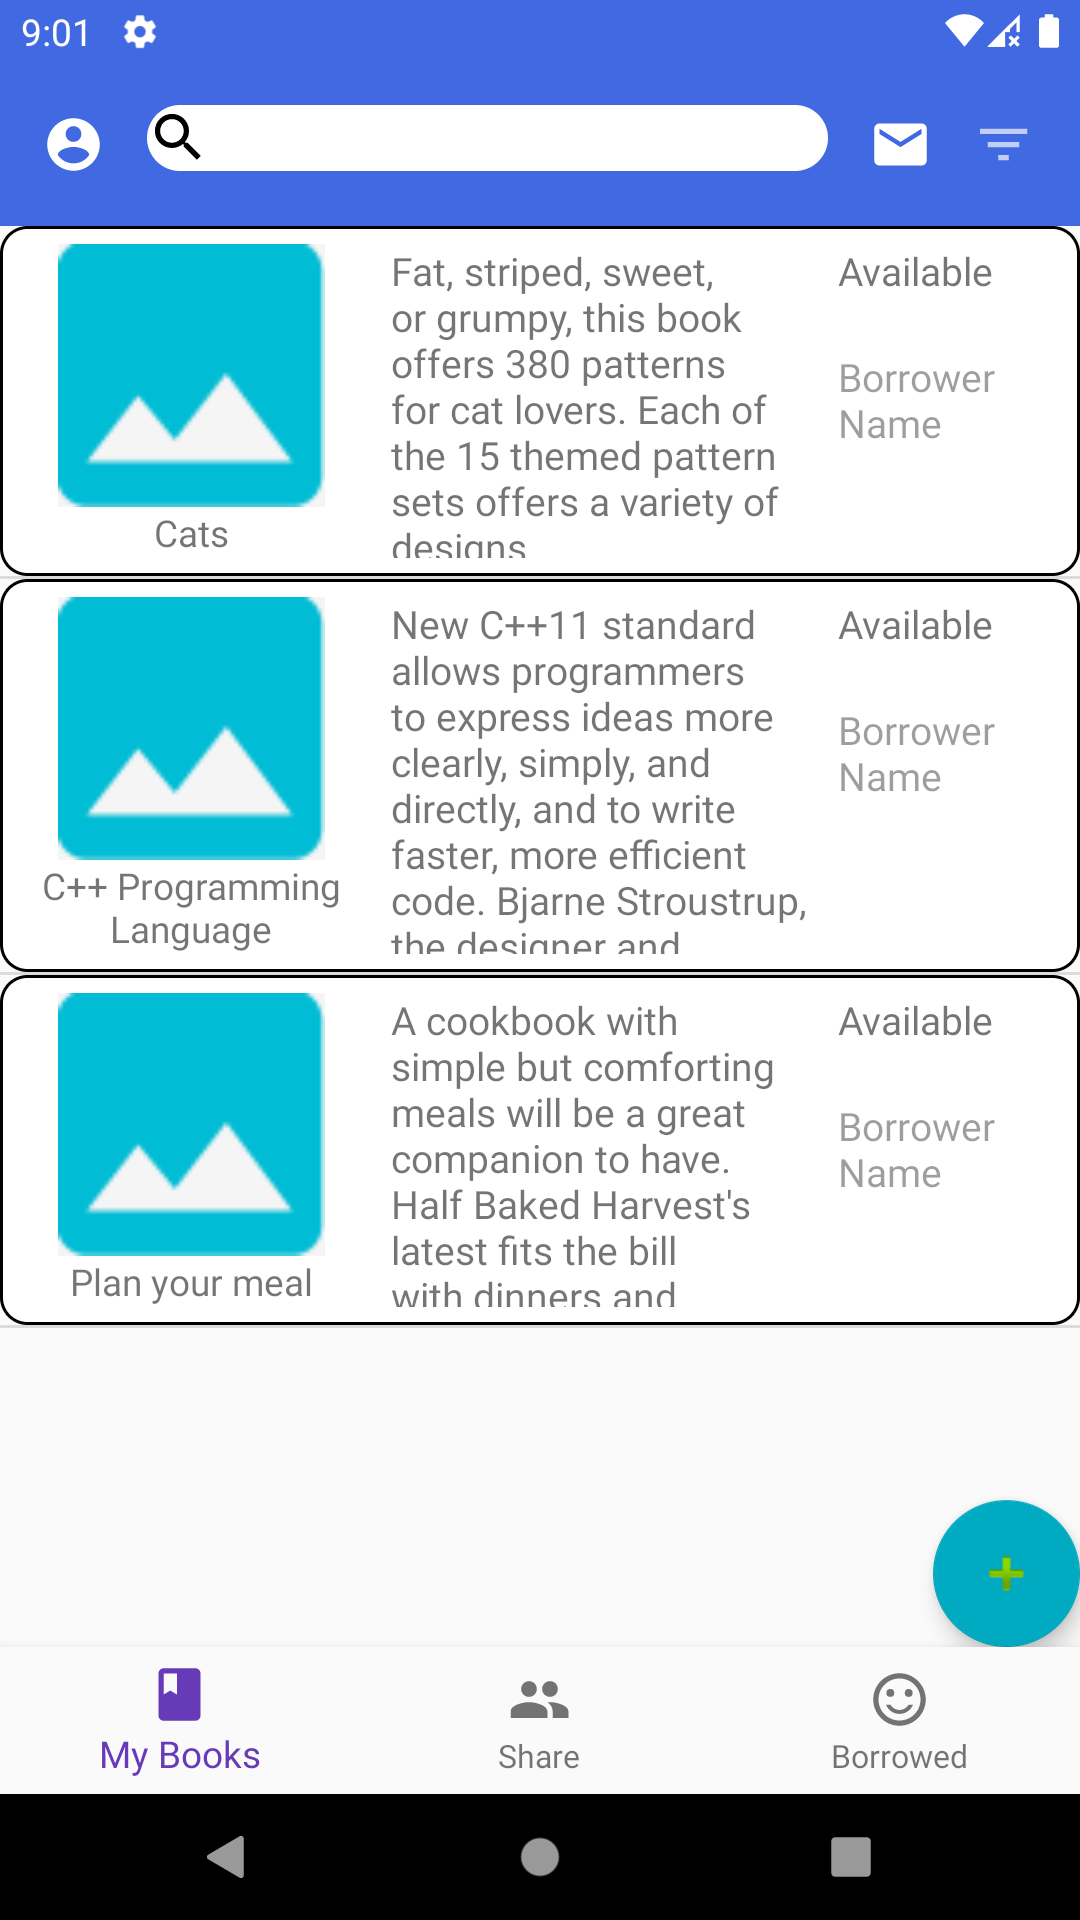 9:01
Fat, striped, sweet,
or grumpy, this book
offers 380 patterns
for cat lovers. Each of
the 15 themed pattern
sets offers a variety of
designs
Cats
Available
Borrower
Name
New C++11 standard
allows programmers
to express ideas more
clearly, simply, and
directly, and to write
faster, more efficient
code. Bjarne Stroustrup,
the designer and
C++ Programming
Language
Available
Borrower
Name
A cookbook with
simple but comforting
meals will be a great
companion to have.
Half Baked Harvest's
latest fits the bill
with dinners and
Plan your meal
Available
Borrower
Name
My Books
Share
Borrowed